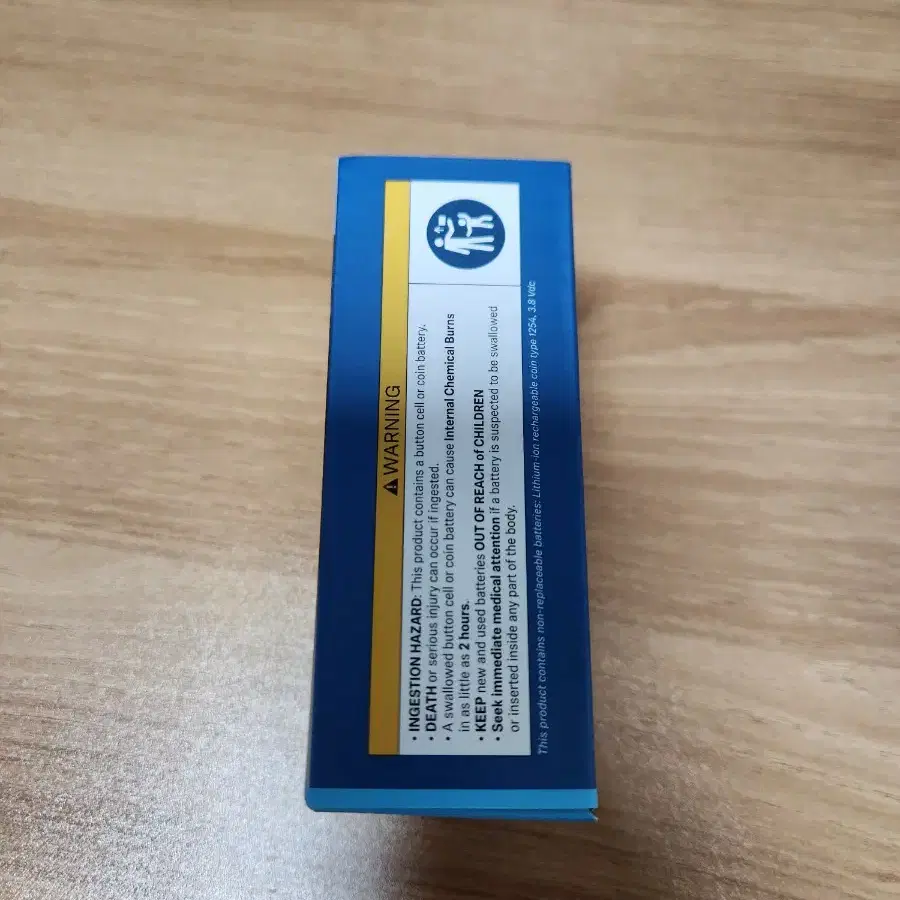 ⚠WARNING
• INGESTION HAZARD: This product contains a button cell or coin battery.
• DEATH or serious injury can occur if ingested.
• A swallowed button cell or coin battery can cause Internal Chemical Burns
in as little as 2 hours.
• KEEP new and used batteries OUT OF REACH of CHILDREN
• Seek immediate medical attention if a battery is suspected to be swallowed
or inserted inside any part of the body.
This product contains non-replaceable batteries: Lithium-ion rechargeable coin type 1254, 3.8 Vdc